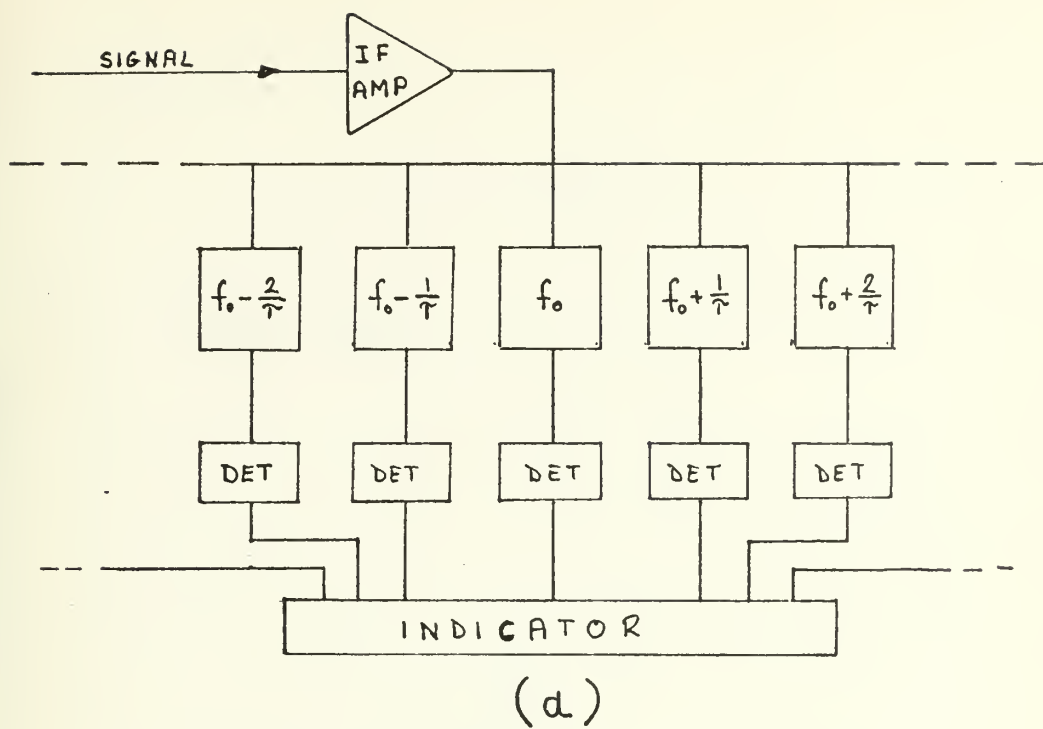 SIGNAL
IF
AMP
f₀ - 2/τ
f₀ - 1/τ
f₀
f₀ + 1/τ
f₀ + 2/τ
DET
DET
DET
DET
DET
INDICATOR
(d)